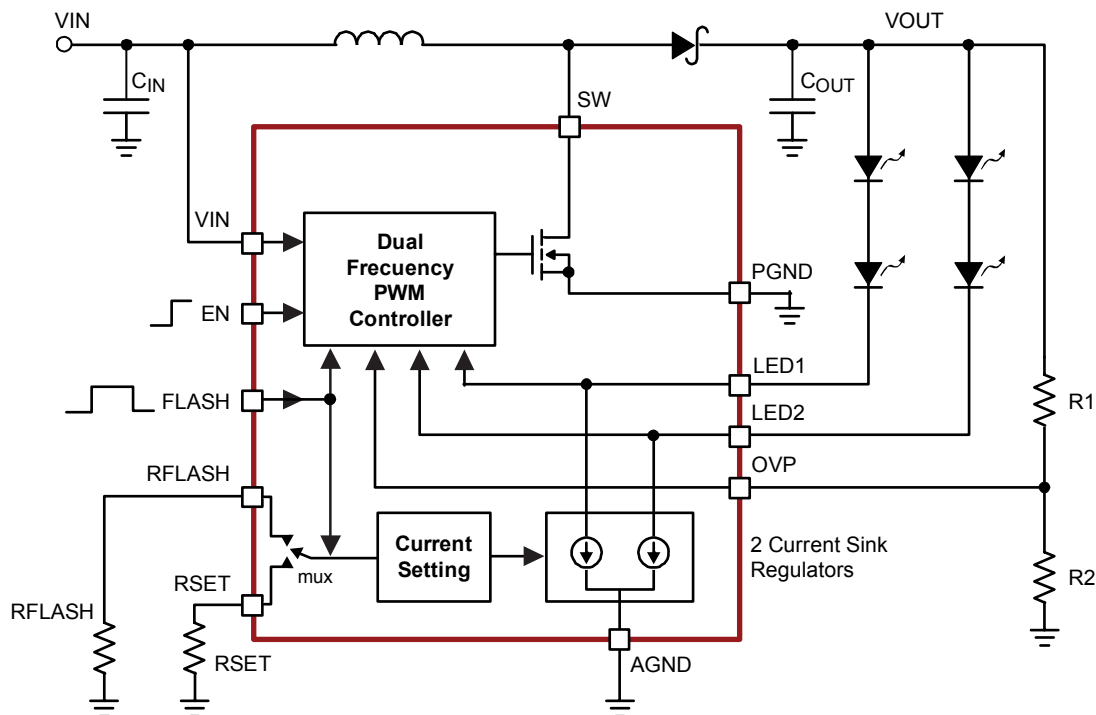 VIN
VOUT
CIN
COUT
SW
VIN
Dual
Frecuency
PWM
Controller
PGND
EN
LED1
FLASH
R1
LED2
OVP
RFLASH
Current
Setting
2 Current Sink
Regulators
mux
RSET
R2
RFLASH
RSET
AGND